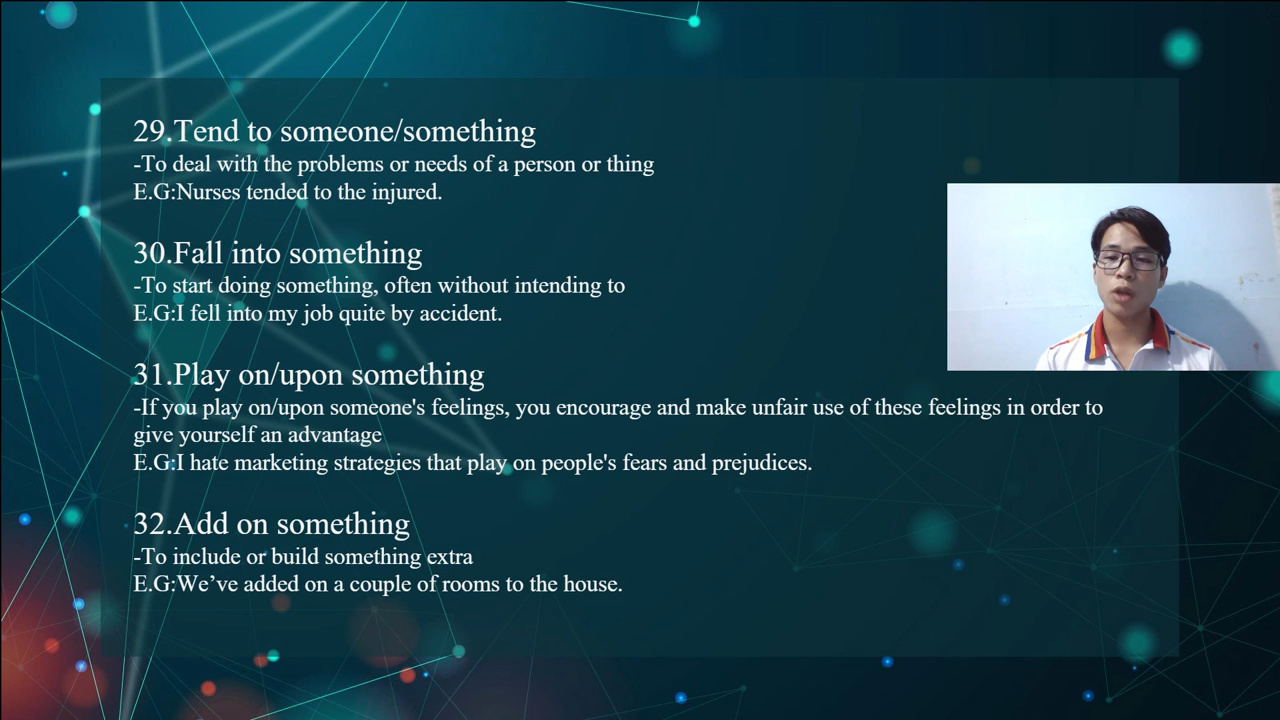 29.Tend to someone/something
-To deal with the problems or needs of a person or thing
E.G:Nurses tended to the injured.
30.Fall into something
-To start doing something, often without intending to
E.G:I fell into my job quite by accident.
31.Play on/upon something
-If you play on/upon someone's feelings, you encourage and make unfair use of these feelings in order to
give yourself an advantage
E.G:I hate marketing strategies that play on people's fears and prejudices.
32.Add on something
-To include or build something extra
E.G:We’ve added on a couple of rooms to the house.